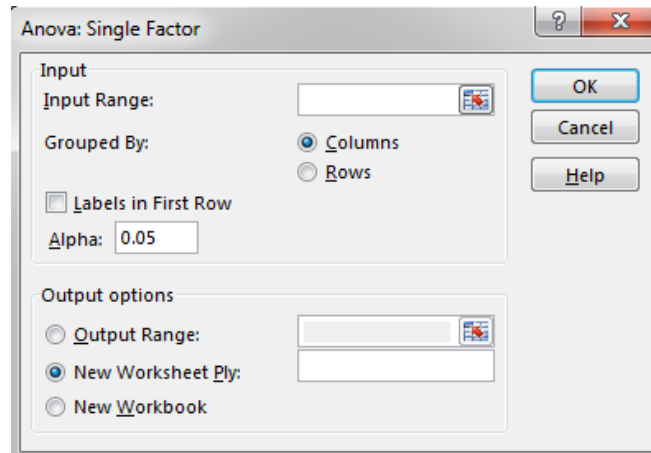 Anova: Single Factor
? X
Input
Input Range:
Grouped By:
Columns
Rows
Labels in First Row
Alpha: 0.05
OK
Cancel
Help
Output options
Output Range:
New Worksheet Ply:
New Workbook